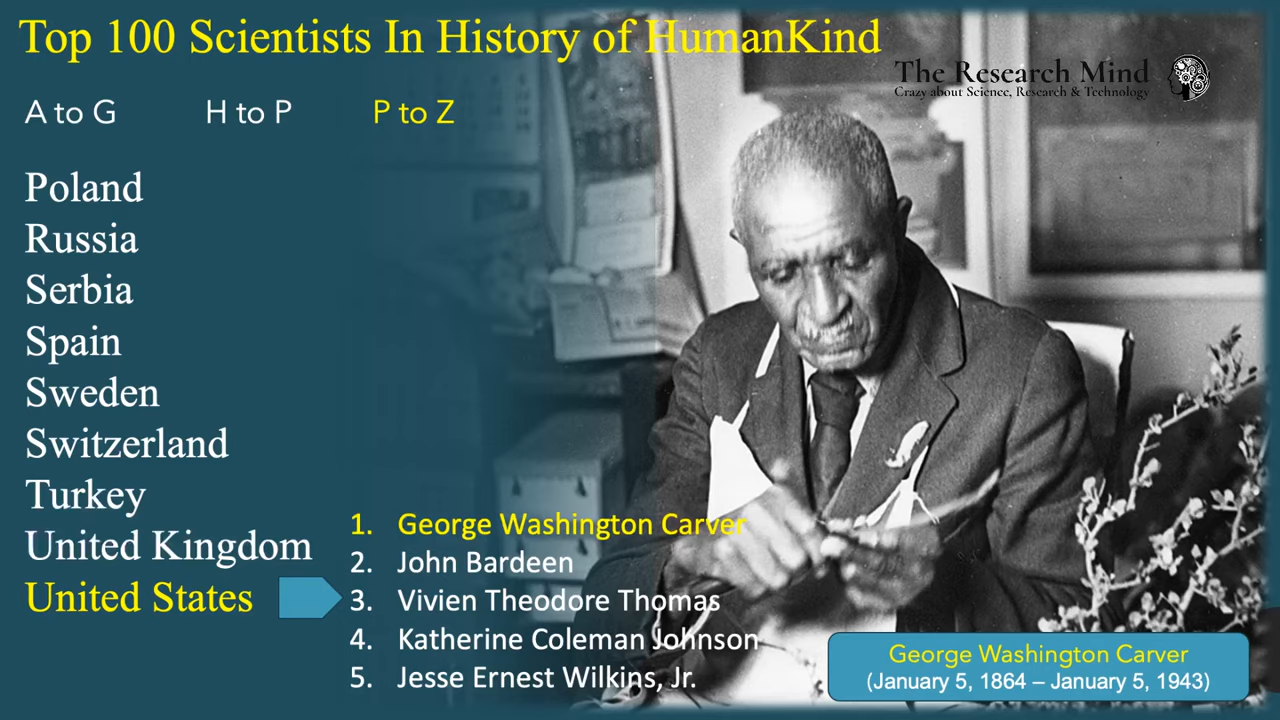 Top 100 Scientists In History of HumanKind
The Research Mind
Crazy about Science, Research & Technology
A to G
H to P
P to Z
Poland
Russia
Serbia
Spain
Sweden
Switzerland
Turkey
United Kingdom
United States
1. George Washington Carver
2. John Bardeen
3. Vivien Theodore Thomas
4. Katherine Coleman Johnson
5. Jesse Ernest Wilkins, Jr.
George Washington Carver
(January 5, 1864 – January 5, 1943)